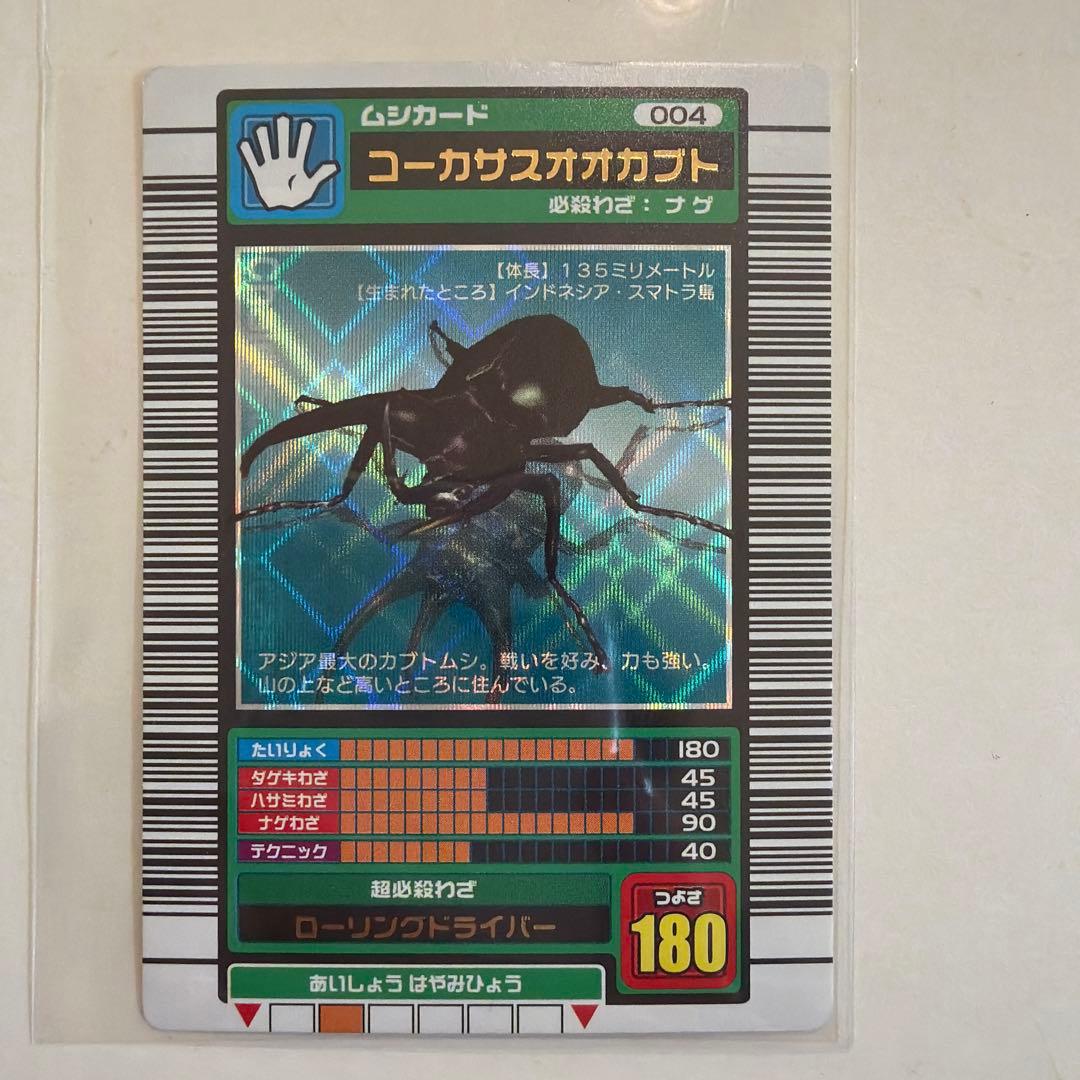 ムシカード
004
コーカサスオオカブト
必殺わざ：ナゲ
【体長】135ミリメートル
【生まれたところ】インドネシア・スマトラ島
アジア最大のカブトムシ。戦いを好み、力も強い。
山の上など高いところに住んでいる。
たいりょく 180
ダゲキわざ 45
ハサミわざ 45
ナゲわざ 90
テクニック 40
超必殺わざ
ローリングドライバー
つよさ
180
あいしょう はやみひょう